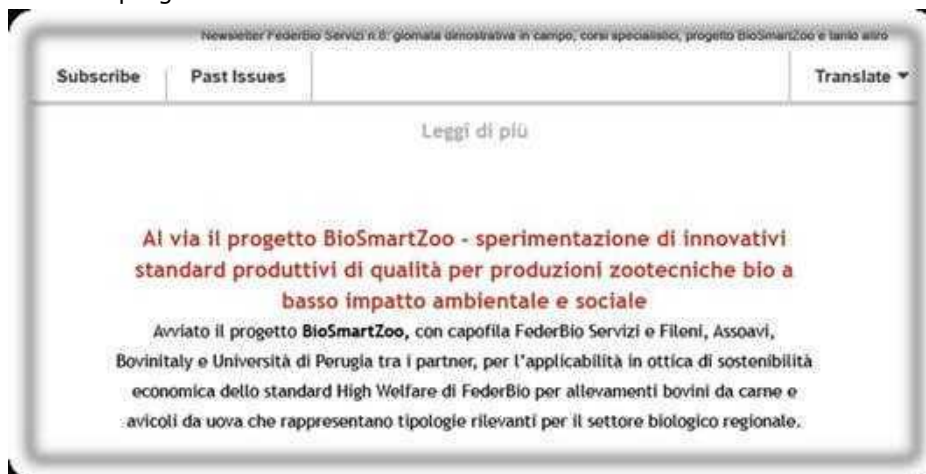 Newsletter FederBio Servizi n.8: giornata dimostrativa in campo, corsi specialistici, progetto BioSmartZoo e tanto altro
Subscribe Past Issues Translate
Leggi di più
Al via il progetto BioSmartZoo - sperimentazione di innovativi
standard produttivi di qualità per produzioni zootecniche bio a
basso impatto ambientale e sociale
Avviato il progetto BioSmartZoo, con capofila FederBio Servizi e Fileni, Assoavi,
Bovinitaly e Università di Perugia tra i partner, per l'applicabilità in ottica di sostenibilità
economica dello standard High Welfare di FederBio per allevamenti bovini da carne e
avicoli da uova che rappresentano tipologie rilevanti per il settore biologico regionale.